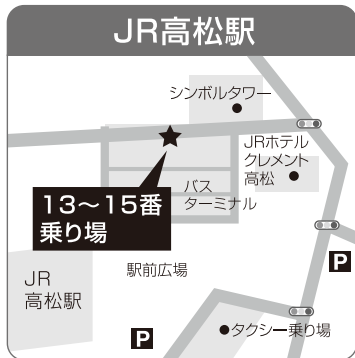 JR高松駅
シンボルタワー
JRホテル
クレメント
高松
バス
ターミナル
13～15番
乗り場
駅前広場
JR
高松駅
P
P
タクシー乗り場